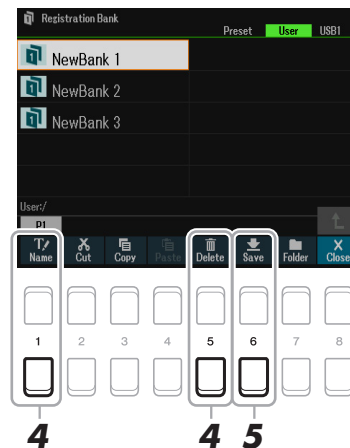 Registration Bank
Preset User USB1
NewBank 1
NewBank 2
NewBank 3
User:/
P1
Name Cut Copy Paste Delete Save Folder Close
1 2 3 4 5 6 7 8
4 4 5